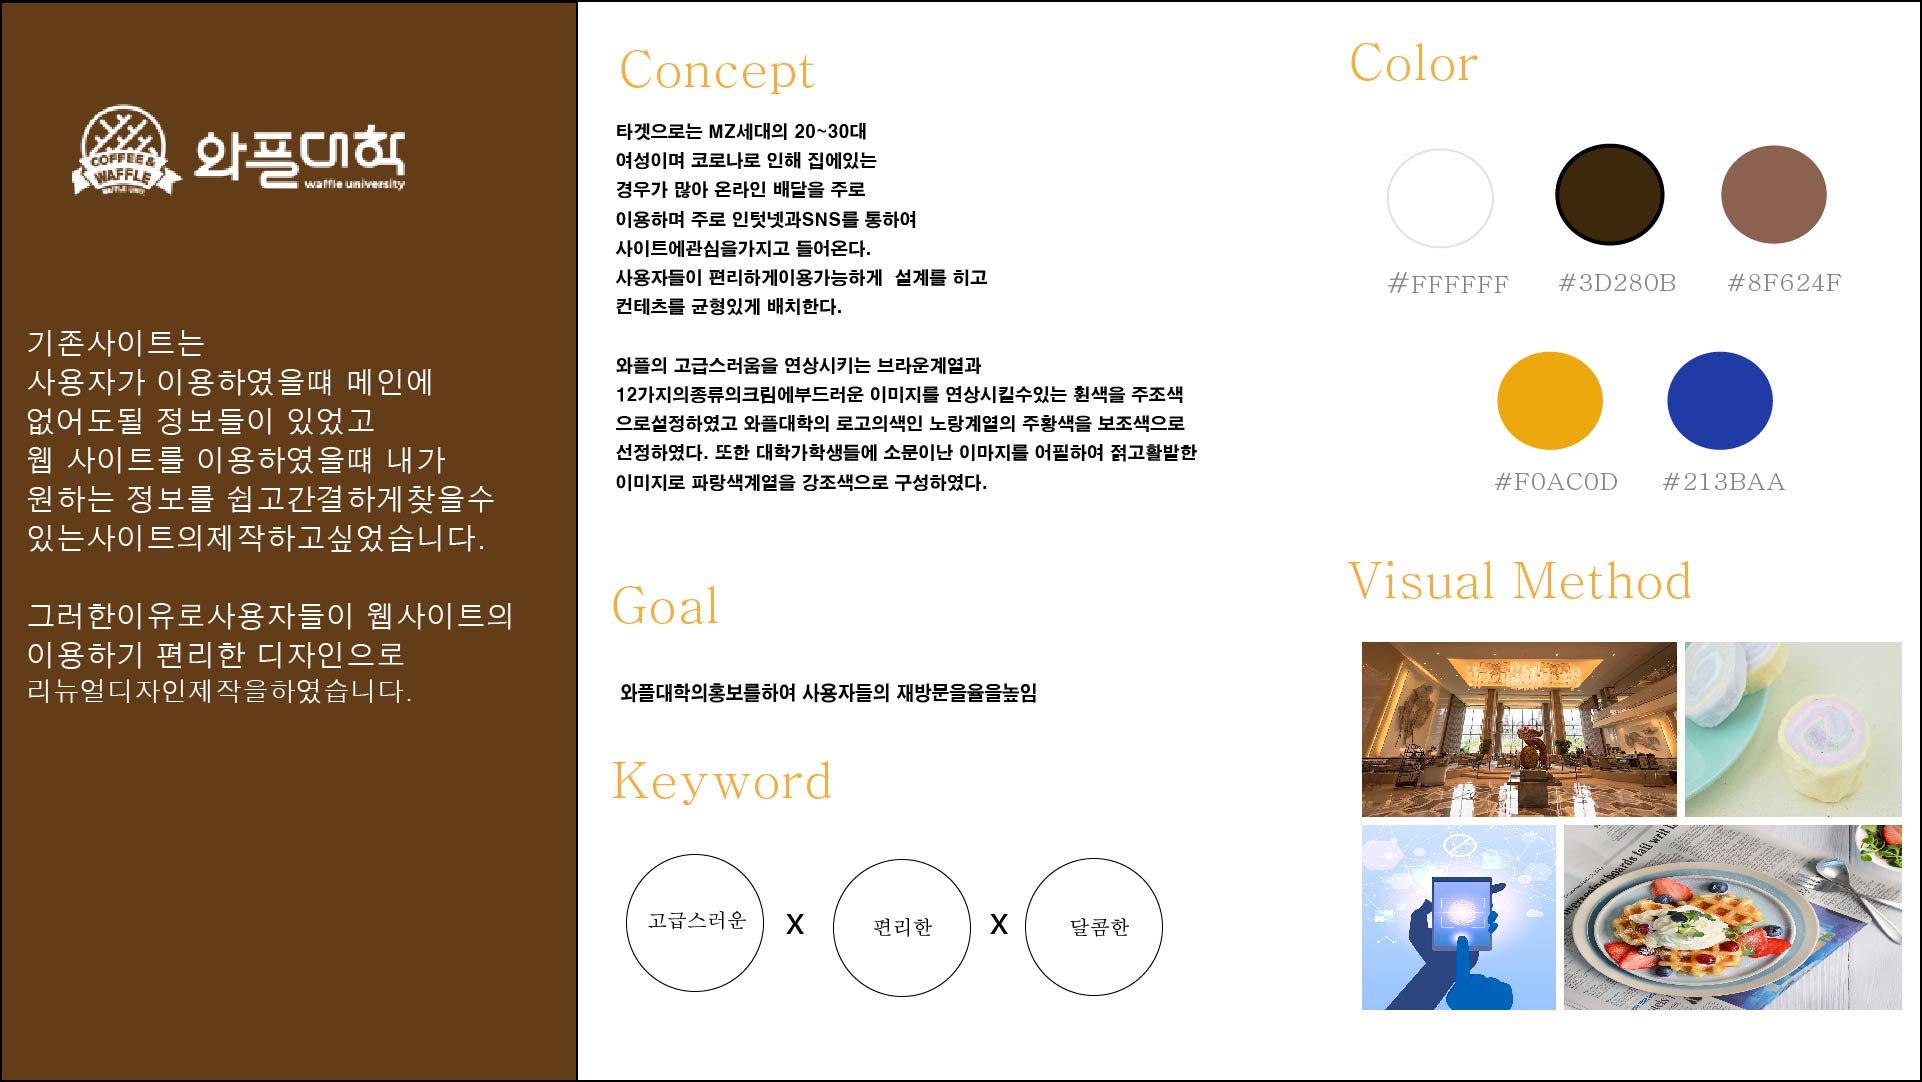 COFFEE &
WAFFLE
와플대학
waffle university
기존사이트는
사용자가 이용하였을떄 메인에
없어도될 정보들이 있었고
웹 사이트를 이용하였을떄 내가
원하는 정보를 쉽고간결하게찾을수
있는사이트의제작하고싶었습니다.
그러한이유로사용자들이 웹사이트의
이용하기 편리한 디자인으로
리뉴얼디자인제작을하였습니다.
Concept
타겟으로는 MZ세대의 20~30대
여성이며 코로나로 인해 집에있는
경우가 많아 온라인 배달을 주로
이용하며 주로 인텃넷과SNS를 통하여
사이트에관심을가지고 들어온다.
사용자들이 편리하게이용가능하게 설계를 히고
컨테츠를 균형있게 배치한다.
와플의 고급스러움을 연상시키는 브라운계열과
12가지의종류의크림에부드러운 이미지를 연상시킬수있는 흰색을 주조색
으로설정하였고 와플대학의 로고의색인 노랑계열의 주황색을 보조색으로
선정하였다. 또한 대학가학생들에 소문이난 이마지를 어필하여 젊고활발한
이미지로 파랑색계열을 강조색으로 구성하였다.
Goal
와플대학의홍보를하여 사용자들의 재방문을율을높임
Keyword
고급스러운 X 편리한 X 달콤한
Color
#FFFFFF #3D280B #8F624F
#F0AC0D #213BAA
Visual Method